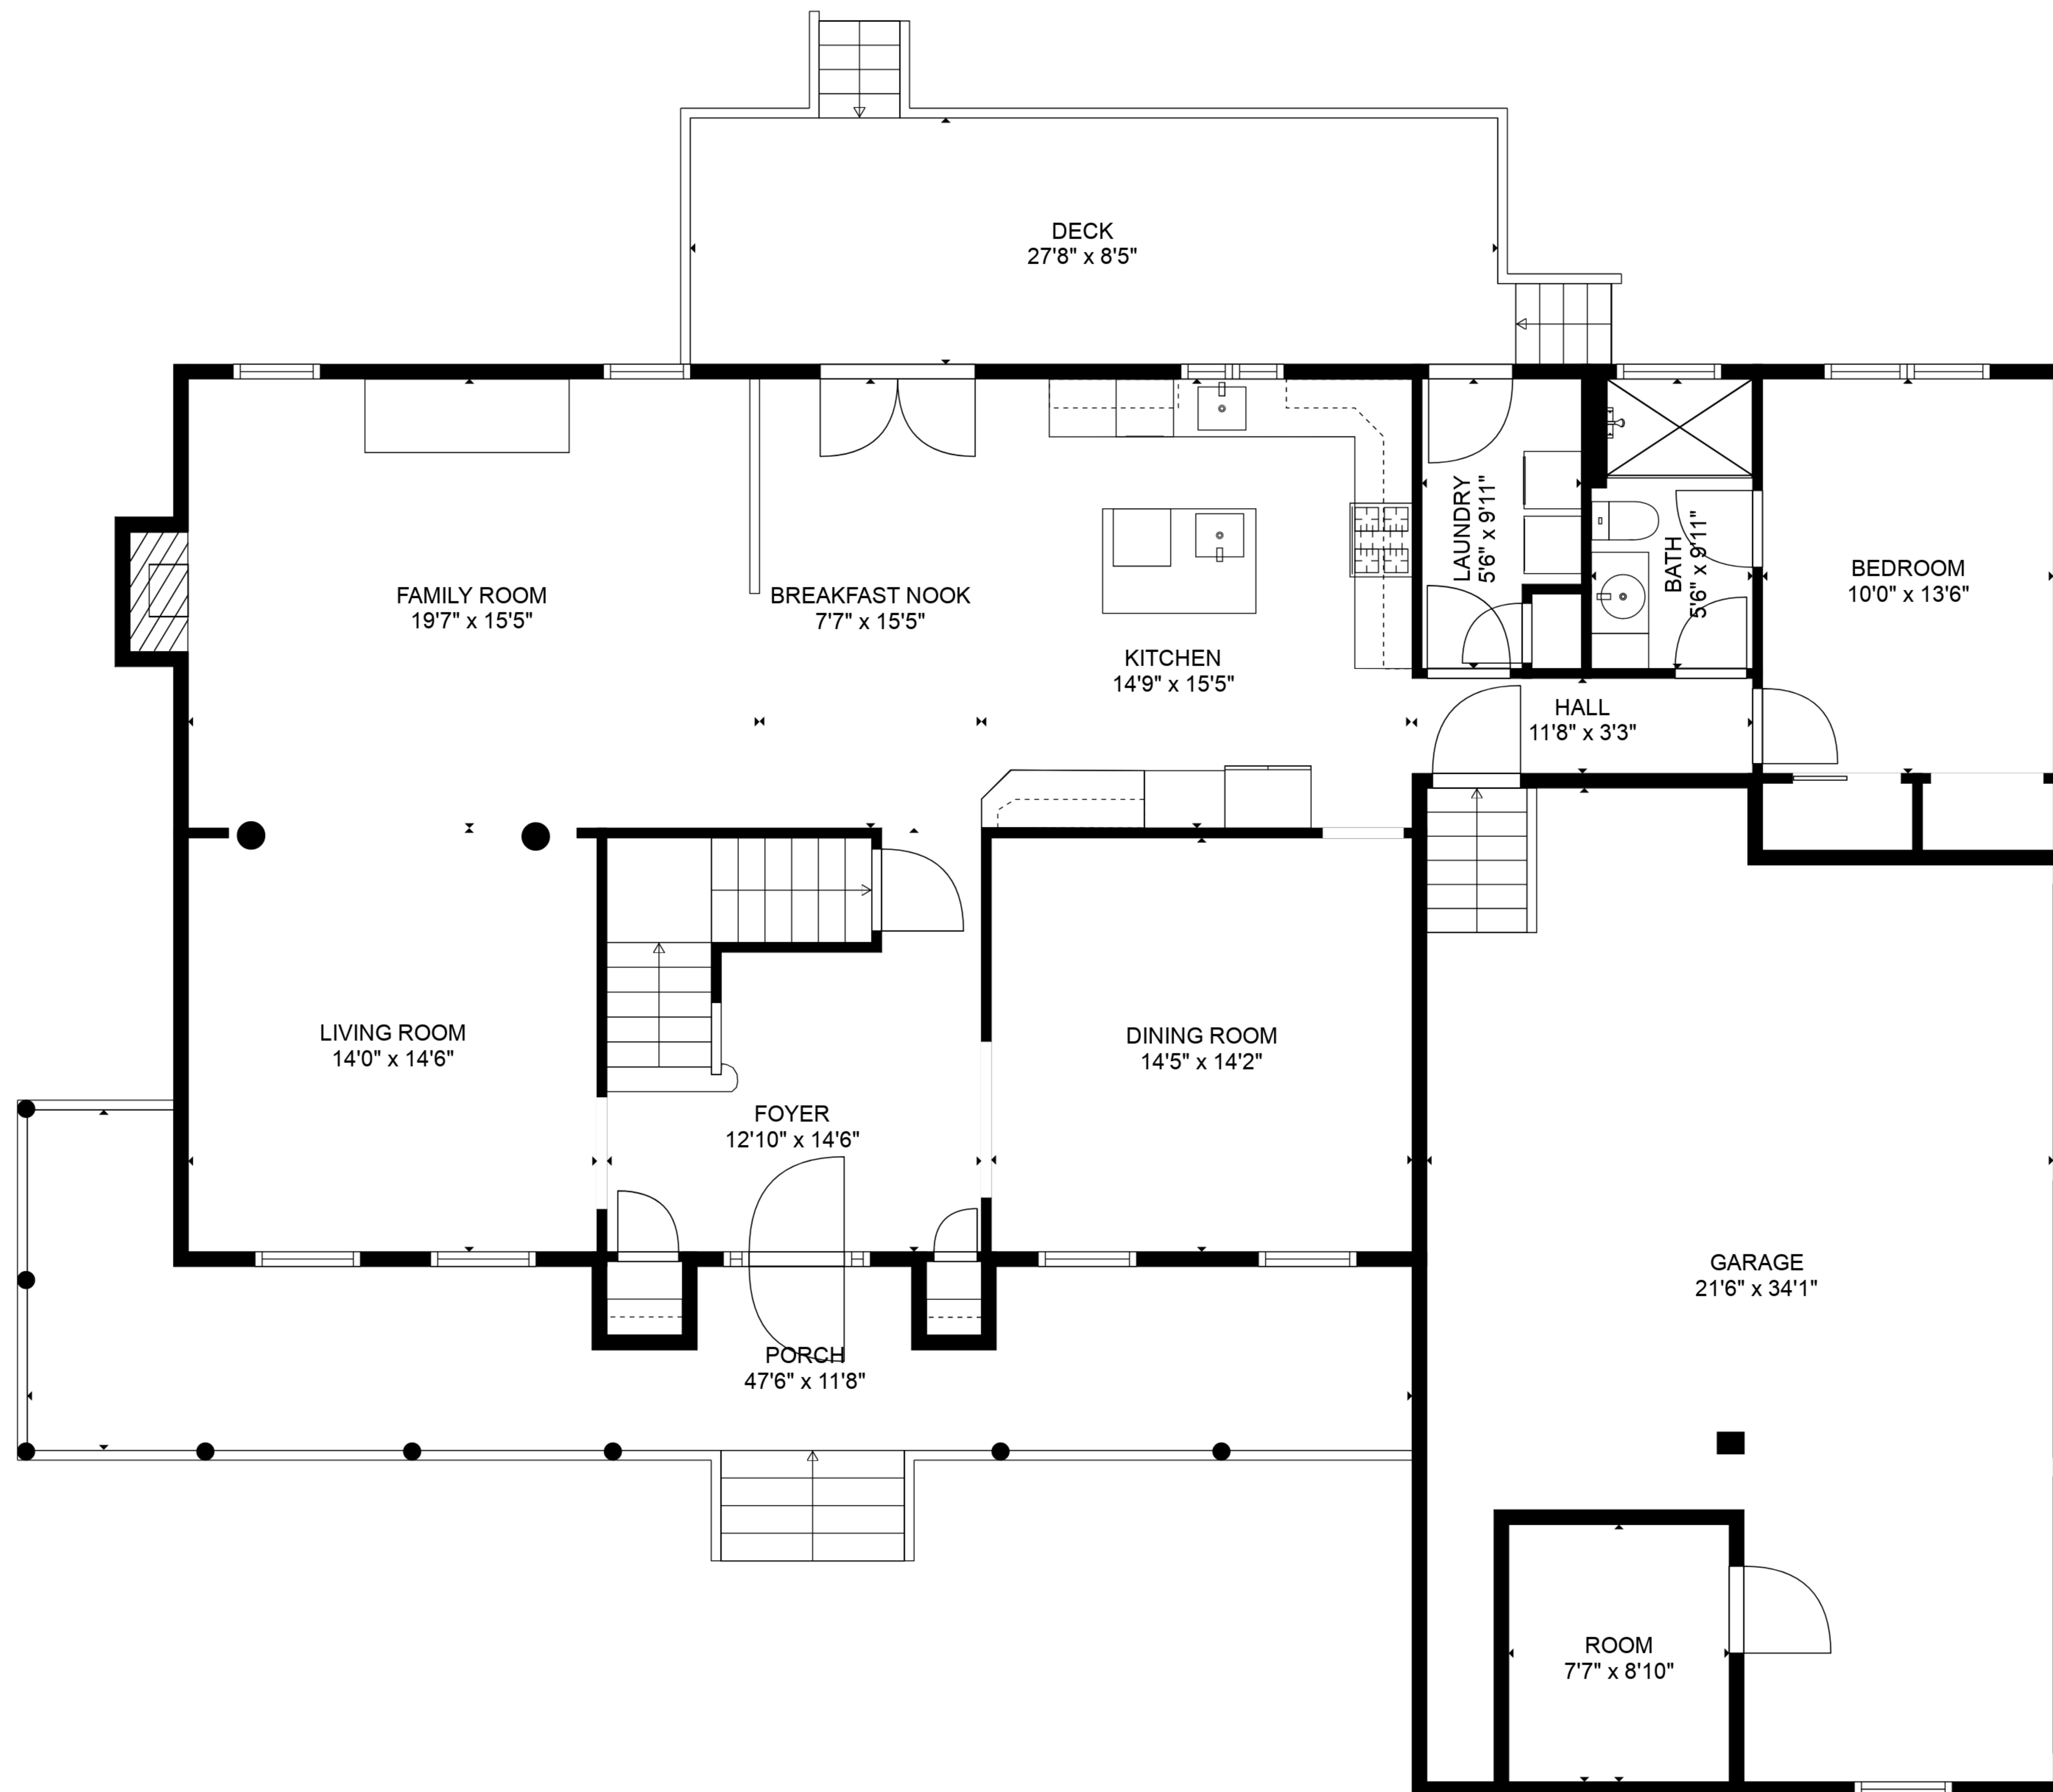 DECK
27'8" x 8'5"
FAMILY ROOM
19'7" x 15'5"
BREAKFAST NOOK
7'7" x 15'5"
KITCHEN
14'9" x 15'5"
LAUNDRY
5'6" x 9'11"
BATH
5'6" x 9'11"
BEDROOM
10'0" x 13'6"
HALL
11'8" x 3'3"
LIVING ROOM
14'0" x 14'6"
FOYER
12'10" x 14'6"
DINING ROOM
14'5" x 14'2"
GARAGE
21'6" x 34'1"
PORCH
47'6" x 11'8"
ROOM
7'7" x 8'10"